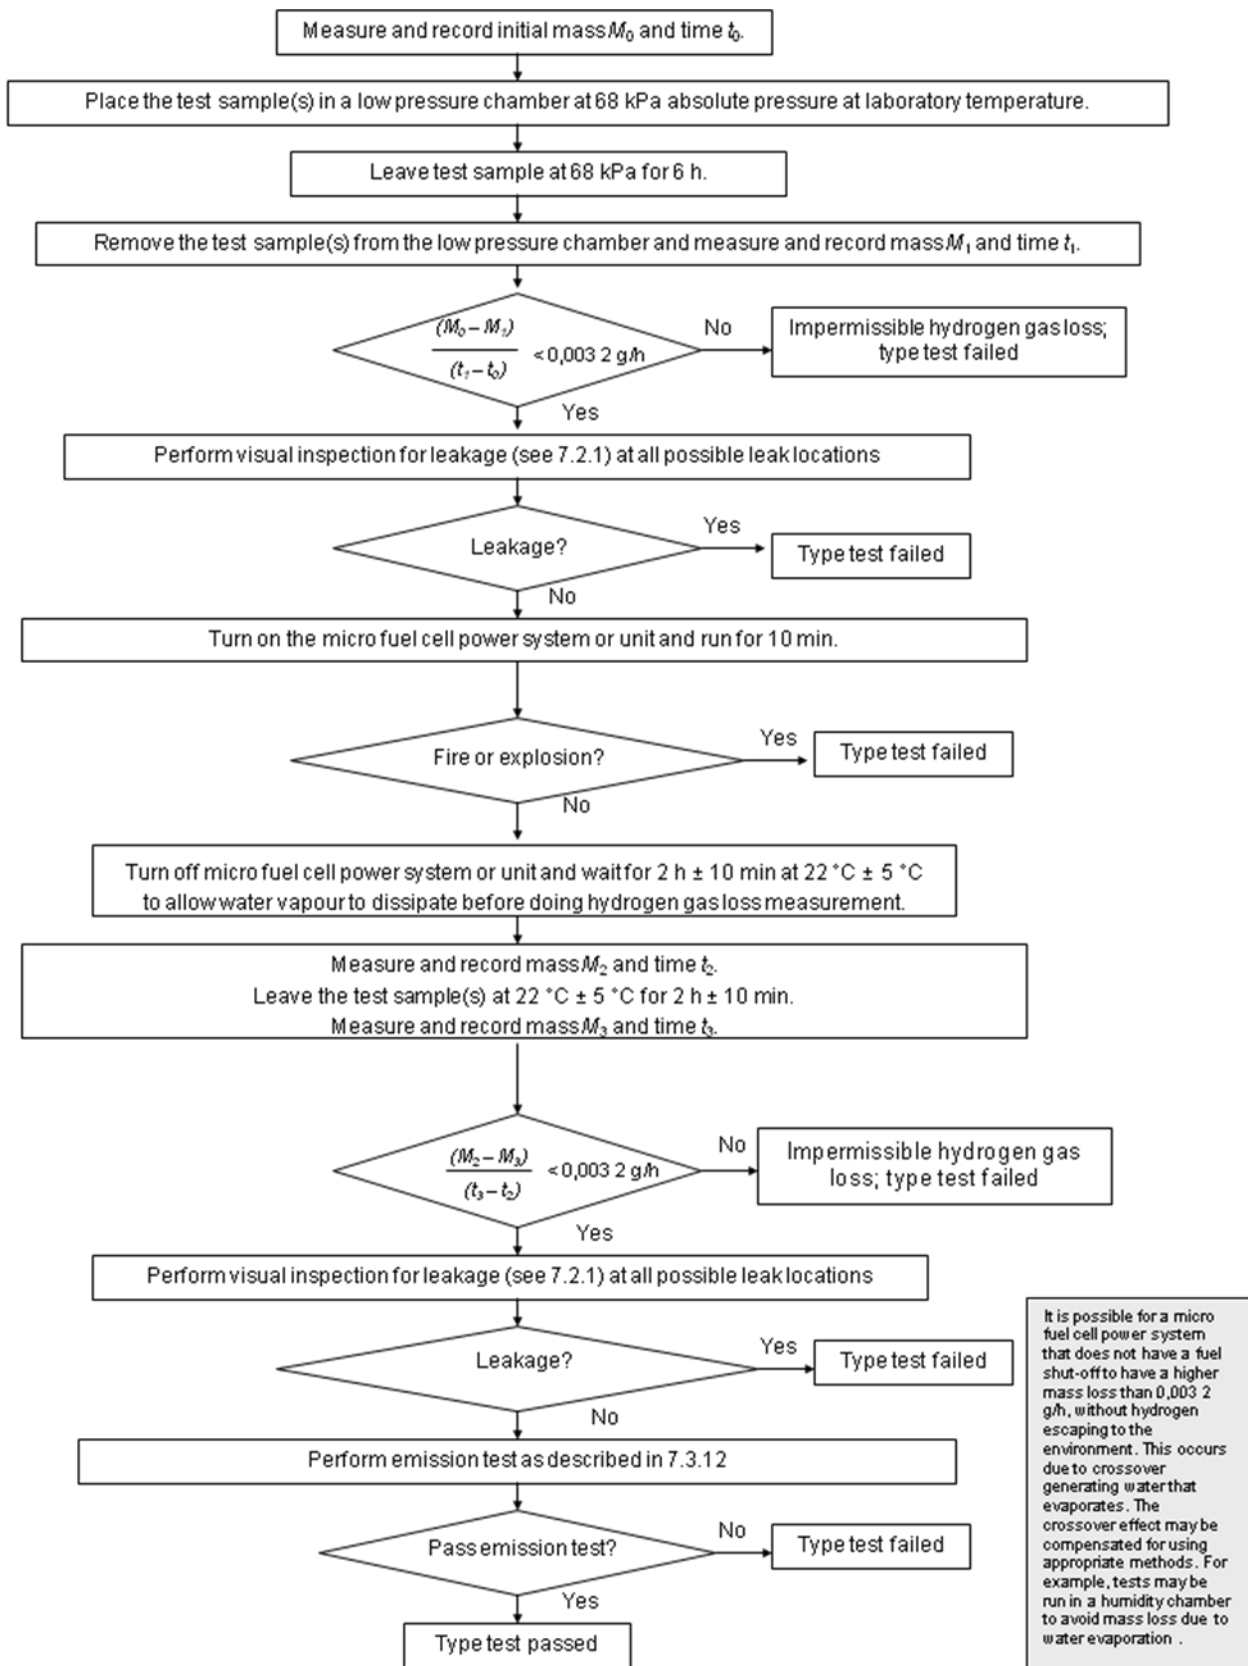 Measure and record initial mass M0 and time t0.
Place the test sample(s) in a low pressure chamber at 68 kPa absolute pressure at laboratory temperature.
Leave test sample at 68 kPa for 6 h.
Remove the test sample(s) from the low pressure chamber and measure and record mass M1 and time t1.
(M0 – M1)
(t1 – t0)
< 0,003 2 g/h
No
Impermissible hydrogen gas loss;
type test failed
Yes
Perform visual inspection for leakage (see 7.2.1) at all possible leak locations
Leakage?
Yes
Type test failed
No
Turn on the micro fuel cell power system or unit and run for 10 min.
Fire or explosion?
Yes
Type test failed
No
Turn off micro fuel cell power system or unit and wait for 2 h ± 10 min at 22 °C ± 5 °C
to allow water vapour to dissipate before doing hydrogen gas loss measurement.
Measure and record mass M2 and time t2.
Leave the test sample(s) at 22 °C ± 5 °C for 2 h ± 10 min.
Measure and record mass M3 and time t3.
(M2 – M3)
(t3 – t2)
< 0,003 2 g/h
No
Impermissible hydrogen gas
loss; type test failed
Yes
Perform visual inspection for leakage (see 7.2.1) at all possible leak locations
Leakage?
Yes
Type test failed
No
Perform emission test as described in 7.3.12
Pass emission test?
No
Type test failed
Yes
Type test passed
It is possible for a micro
fuel cell power system
that does not have a fuel
shut-off to have a higher
mass loss than 0,003 2
g/h, without hydrogen
escaping to the
environment. This occurs
due to crossover
generating water that
evaporates. The
crossover effect may be
compensated for using
appropriate methods. For
example, tests may be
run in a humidity chamber
to avoid mass loss due to
water evaporation .